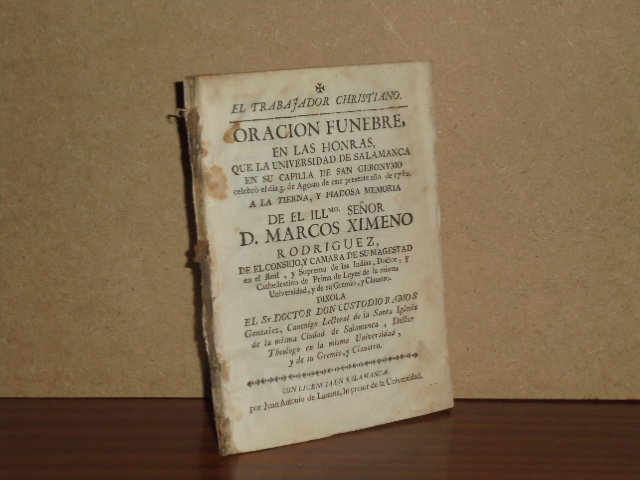 ✠
EL TRABAJADOR CHRISTIANO.
ORACION FUNEBRE,
EN LAS HONRAS,
QUE LA UNIVERSIDAD DE SALAMANCA
EN SU CAPILLA DE SAN GERONYMO
celebrò el dia 3. de Agosto de este presente año de 1782.
A LA TIERNA, Y PIADOSA MEMORIA
DE EL ILLMO. SEÑOR
D. MARCOS XIMENO
RODRIGUEZ,
DE EL CONSEJO, Y CAMARA DE SU MAGESTAD
en el Real, y Supremo de las Indias, Doctor, y
Cathedratico de Prima de Leyes de la misma
Universidad, y de su Gremio, y Claustro.
DIXOLA
EL Sr. DOCTOR DON CUSTODIO RAMOS
Gonzalez, Canonigo Lectoral de la Santa Iglesia
de la misma Ciudad de Salamanca, Doctor
Theologo en la misma Universidad,
y de su Gremio, y Claustro.
CON LICENCIA EN SALAMANCA:
por Juan Antonio de Lasanta, Impresor de la Universidad.